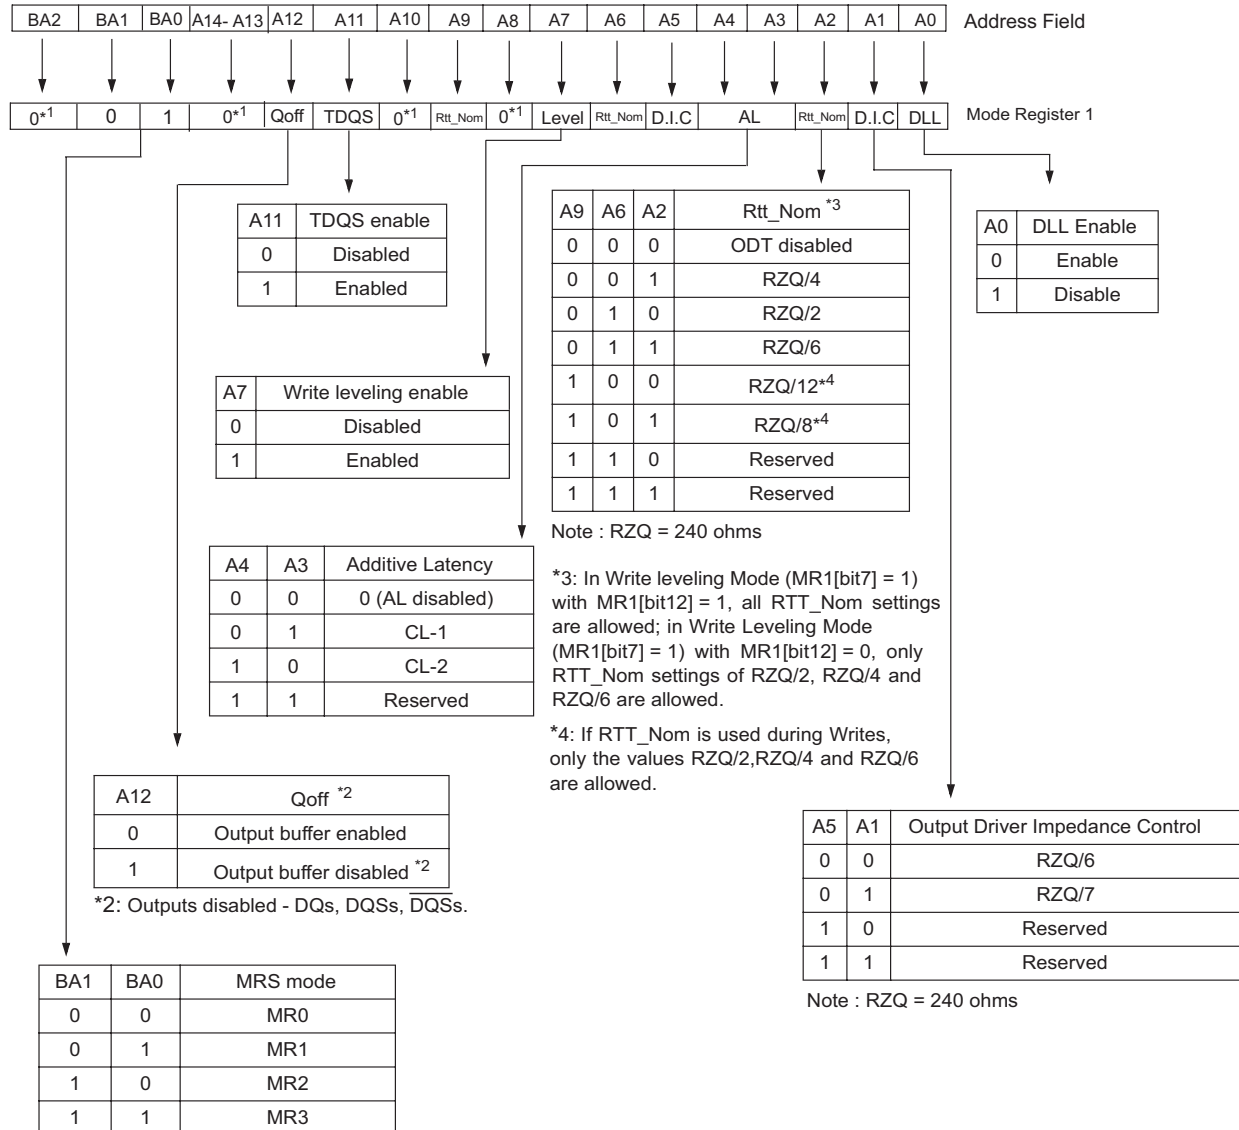 BA2 BA1 BA0 A14- A13 A12 A11 A10 A9 A8 A7 A6 A5 A4 A3 A2 A1 A0 Address Field
0*1 0 1 0*1 Qoff TDQS 0*1 Rtt_Nom 0*1 Level Rtt_Nom D.I.C AL Rtt_Nom D.I.C DLL Mode Register 1
A11 TDQS enable
0 Disabled
1 Enabled
A9 A6 A2 Rtt_Nom *3
0 0 0 ODT disabled
0 0 1 RZQ/4
0 1 0 RZQ/2
0 1 1 RZQ/6
1 0 0 RZQ/12*4
1 0 1 RZQ/8*4
1 1 0 Reserved
1 1 1 Reserved
Note : RZQ = 240 ohms
*3: In Write leveling Mode (MR1[bit7] = 1)
with MR1[bit12] = 1, all RTT_Nom settings
are allowed; in Write Leveling Mode
(MR1[bit7] = 1) with MR1[bit12] = 0, only
RTT_Nom settings of RZQ/2, RZQ/4 and
RZQ/6 are allowed.
*4: If RTT_Nom is used during Writes,
only the values RZQ/2,RZQ/4 and RZQ/6
are allowed.
A0 DLL Enable
0 Enable
1 Disable
A7 Write leveling enable
0 Disabled
1 Enabled
A4 A3 Additive Latency
0 0 0 (AL disabled)
0 1 CL-1
1 0 CL-2
1 1 Reserved
A12 Qoff *2
0 Output buffer enabled
1 Output buffer disabled *2
*2: Outputs disabled - DQs, DQSs, DQSs.
A5 A1 Output Driver Impedance Control
0 0 RZQ/6
0 1 RZQ/7
1 0 Reserved
1 1 Reserved
Note : RZQ = 240 ohms
BA1 BA0 MRS mode
0 0 MR0
0 1 MR1
1 0 MR2
1 1 MR3